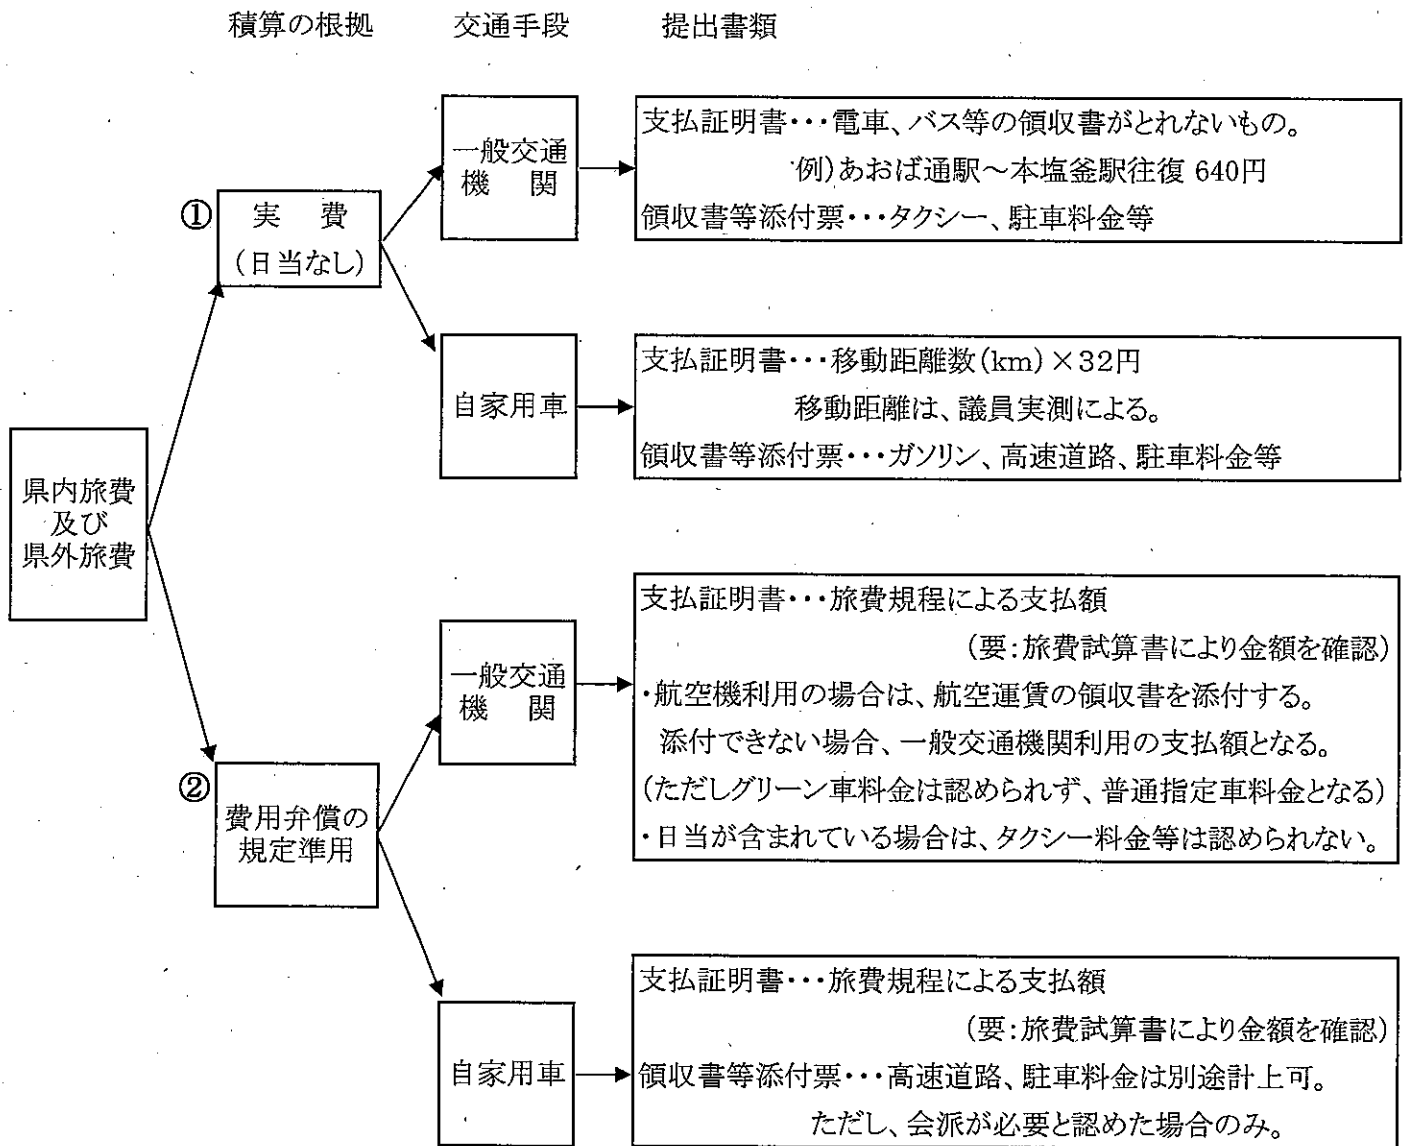 積算の根拠 交通手段 提出書類
一般交通
機 関
支払証明書・・・電車、バス等の領収書がとれないもの。
例)あおば通駅～本塩釜駅往復 640円
領収書等添付票・・・タクシー、駐車料金等
①
実 費
(日当なし)
自家用車
支払証明書・・・移動距離数(km)×32円
移動距離は、議員実測による。
領収書等添付票・・・ガソリン、高速道路、駐車料金等
県内旅費
及び
県外旅費
一般交通
機 関
支払証明書・・・旅費規程による支払額
(要:旅費試算書により金額を確認)
・航空機利用の場合は、航空運賃の領収書を添付する。
添付できない場合、一般交通機関利用の支払額となる。
(ただしグリーン車料金は認められず、普通指定車料金となる)
・日当が含まれている場合は、タクシー料金等は認められない。
②
費用弁償の
規定準用
自家用車
支払証明書・・・旅費規程による支払額
(要:旅費試算書により金額を確認)
領収書等添付票・・・高速道路、駐車料金は別途計上可。
ただし、会派が必要と認めた場合のみ。